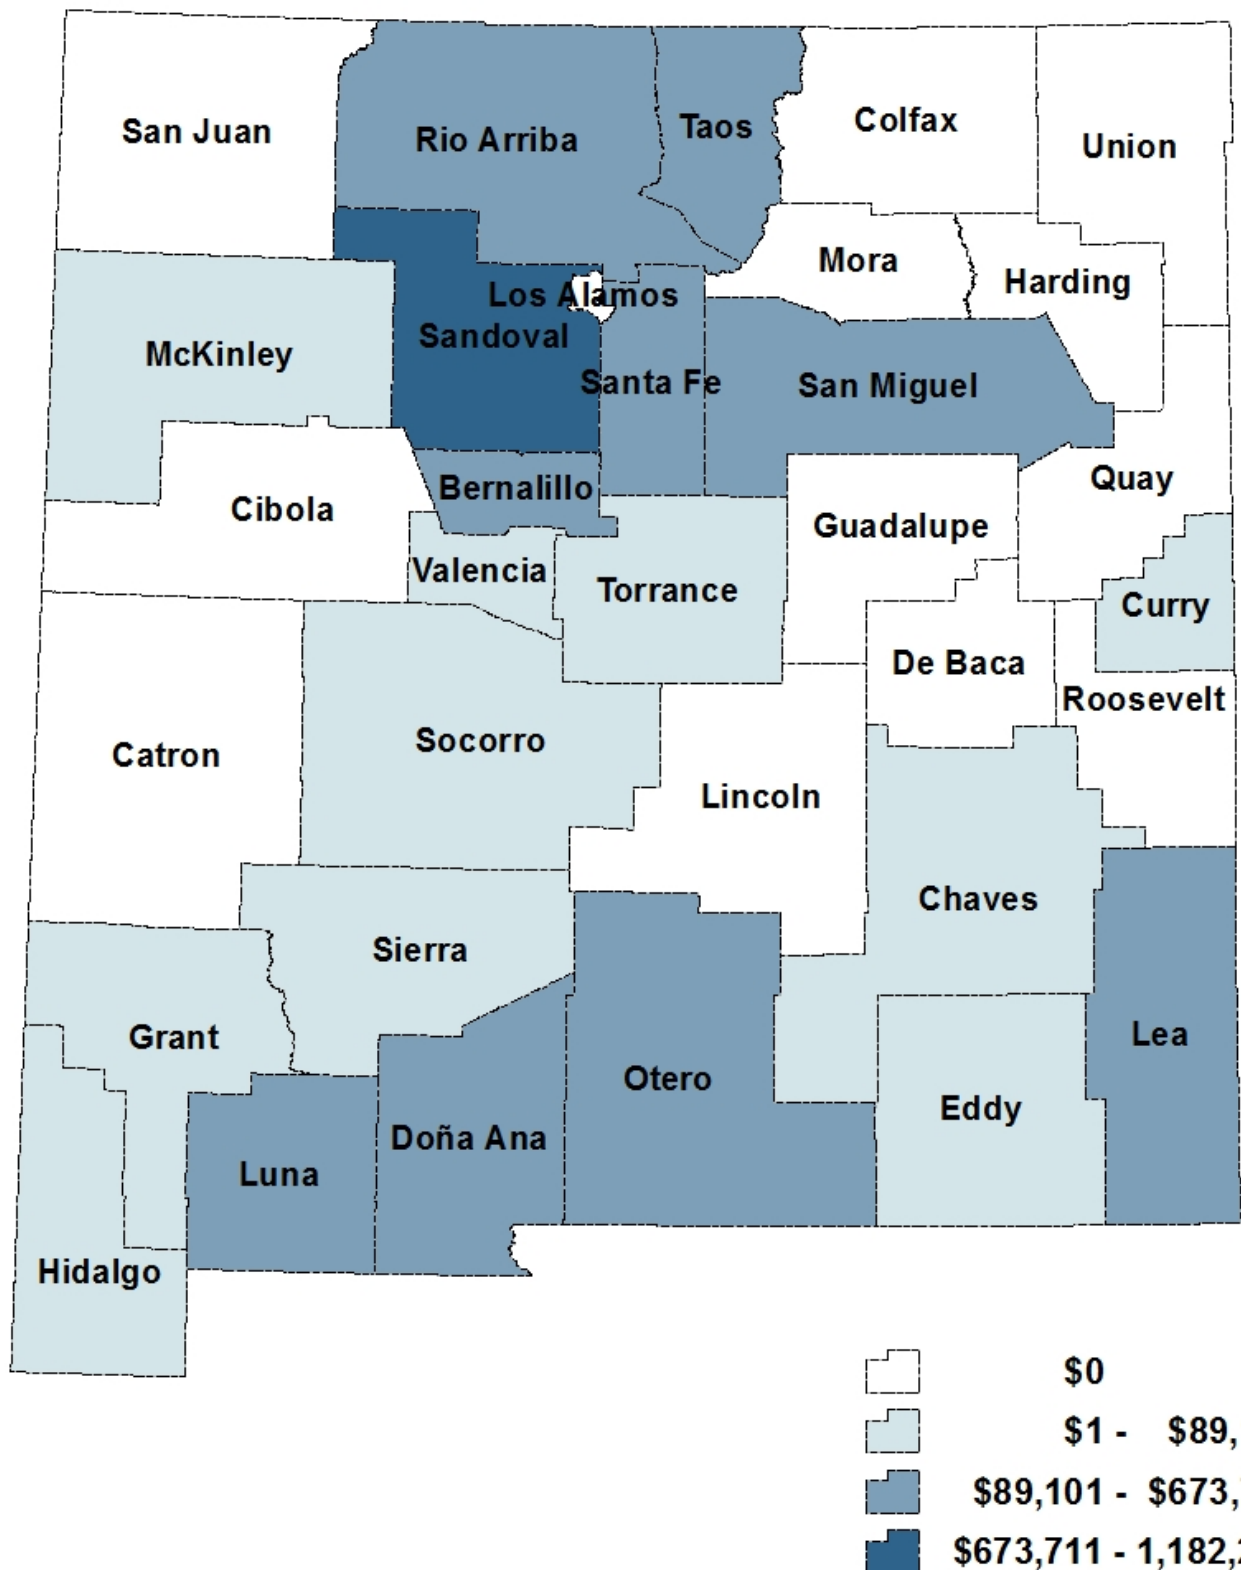 San Juan
Rio Arriba
Taos
Colfax
Union
Mora
Harding
Los Alamos
Sandoval
McKinley
Santa Fe
San Miguel
Bernalillo
Quay
Cibola
Guadalupe
Valencia
Torrance
Curry
De Baca
Roosevelt
Socorro
Catron
Lincoln
Chaves
Sierra
Grant
Lea
Otero
Eddy
Doña Ana
Luna
Hidalgo
$0
$1 - $89,
$89,101 - $673,
$673,711 - 1,182,